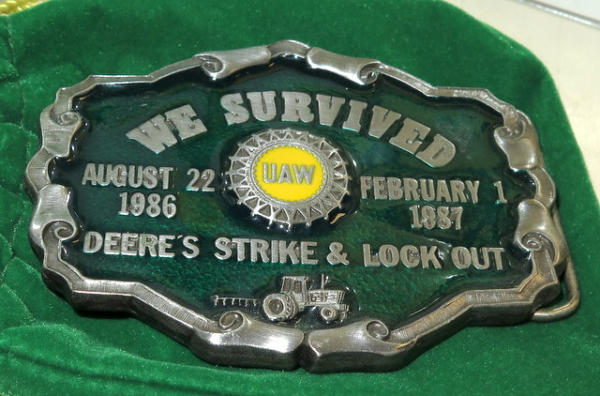 WE SURVIVED
UAW
AUGUST 22
1986
FEBRUARY 1
1987
DEERE'S STRIKE & LOCK OUT